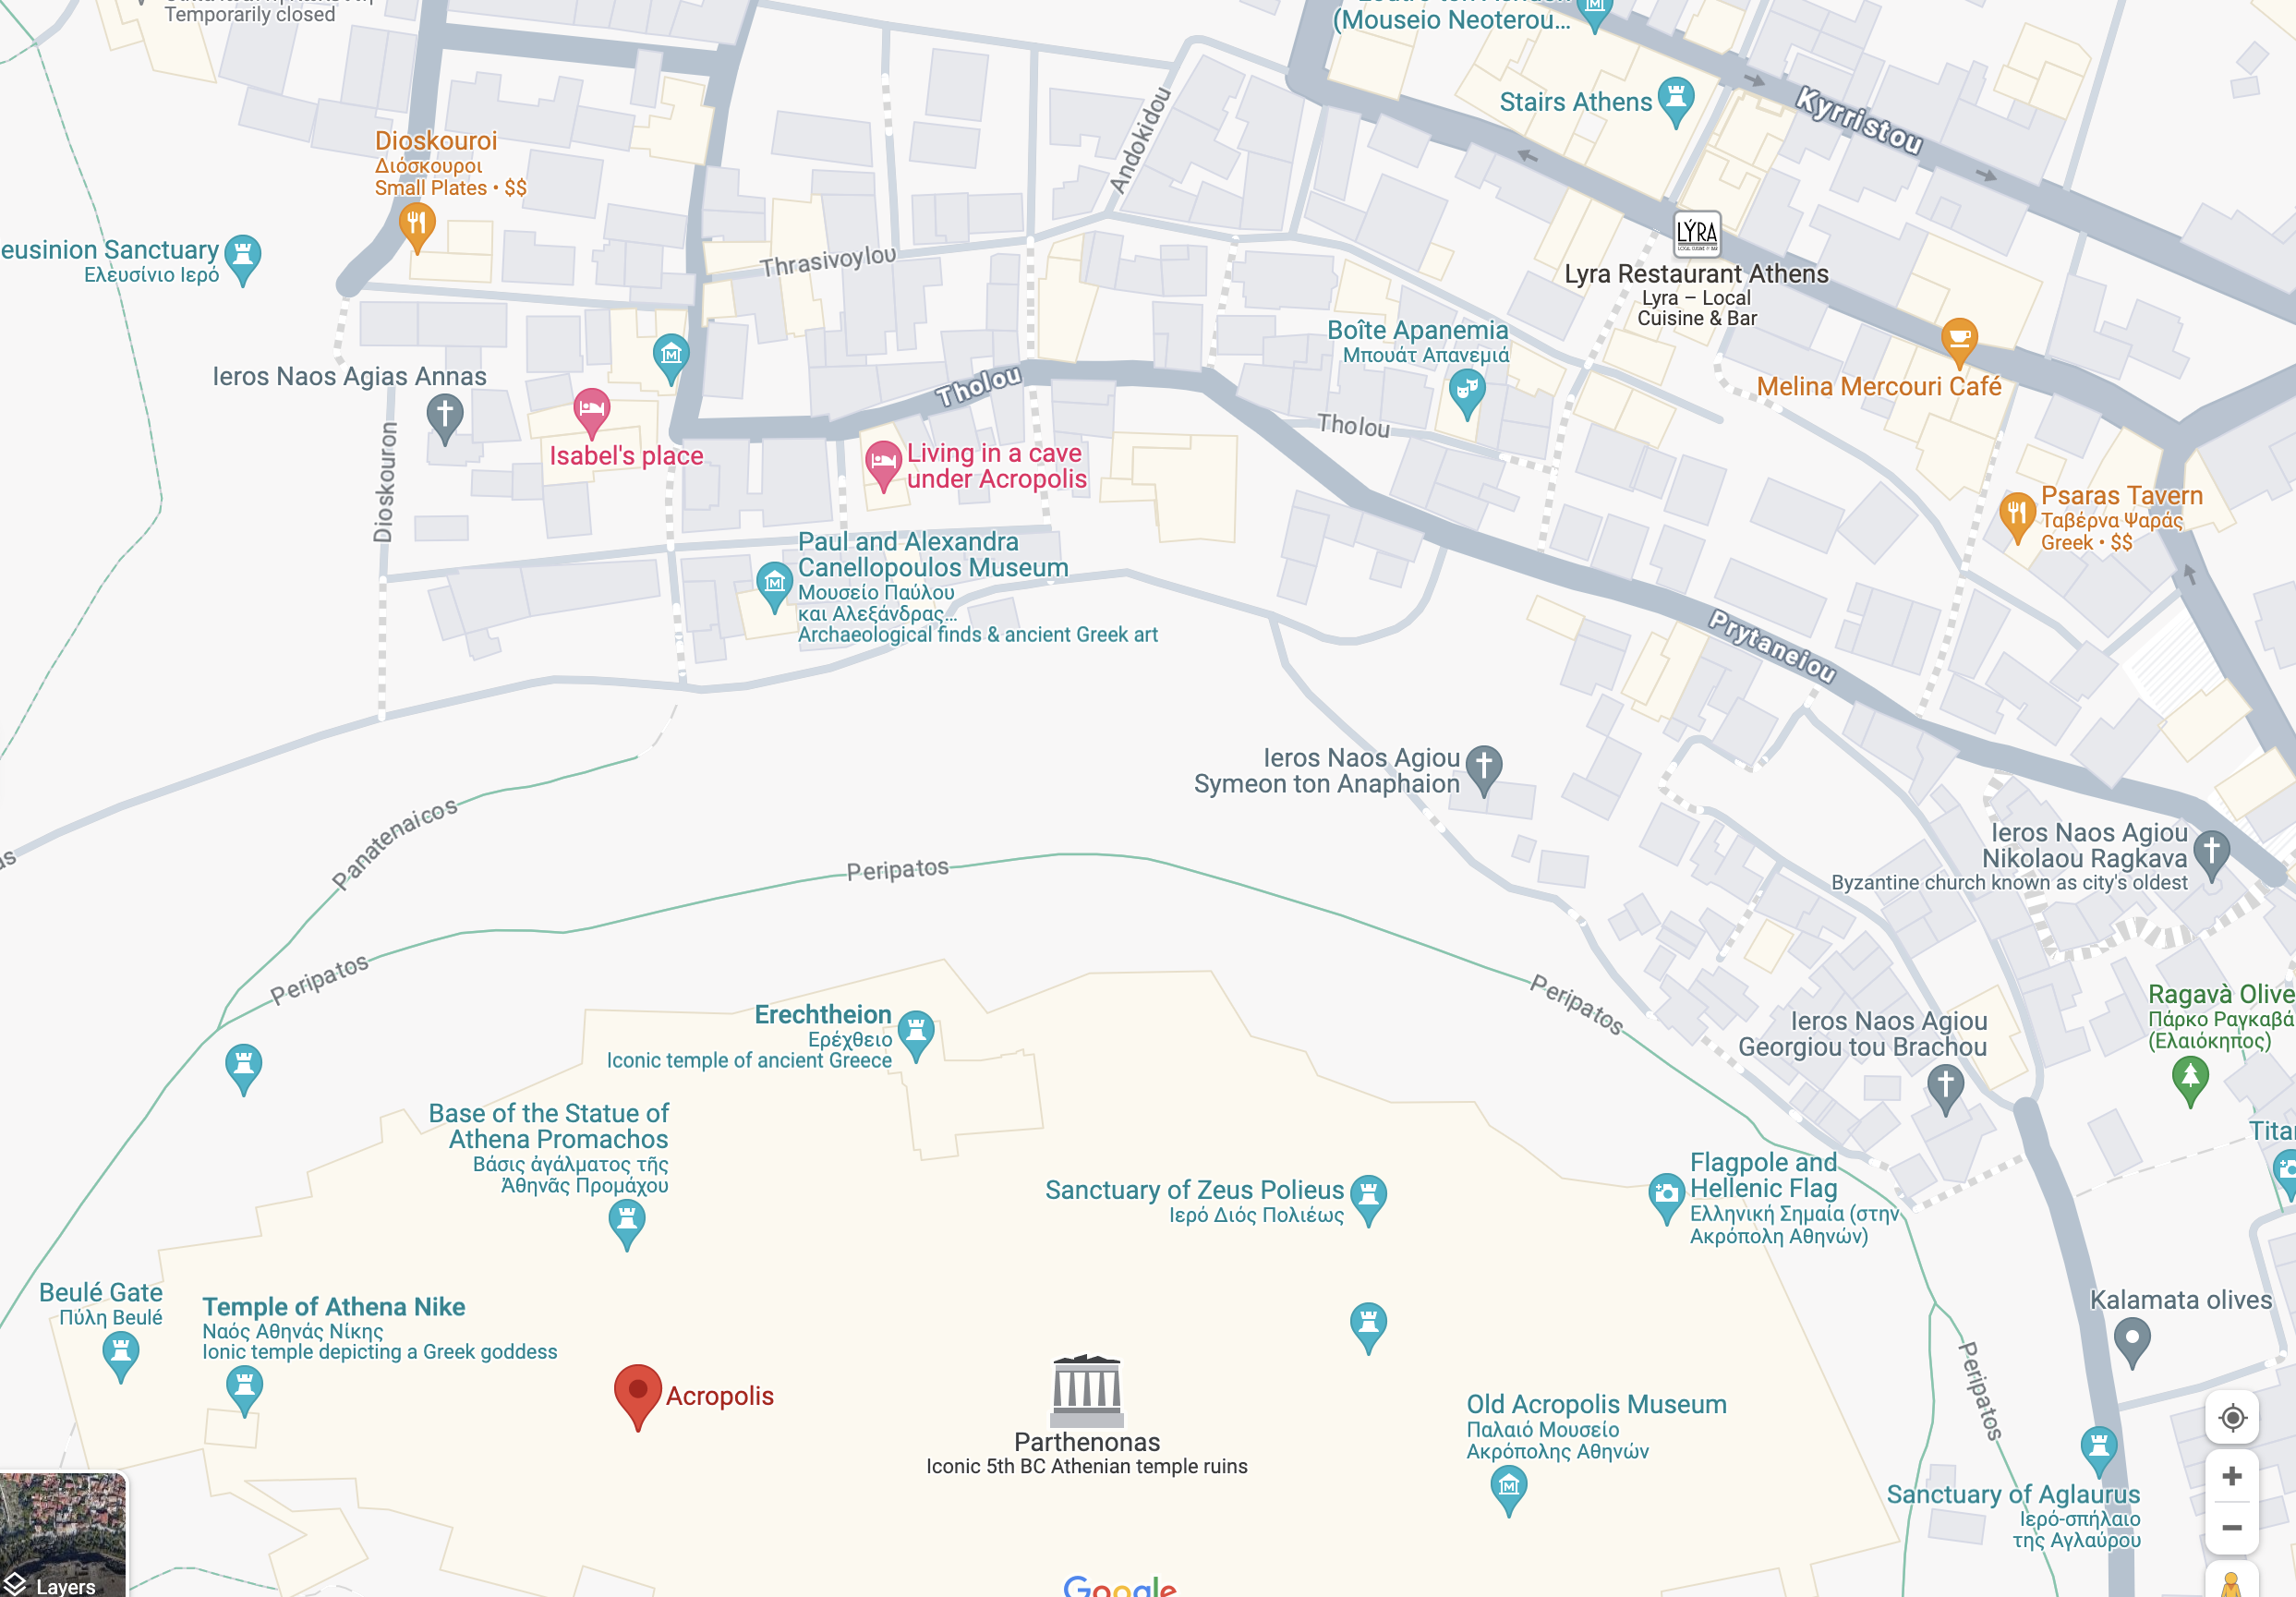 Temporarily closed
(Mouseio Neoterou...
Stairs Athens
Kyrristou
Andokidou
Dioskouroi
Διόσκουροι
Small Plates • $$
eusinion Sanctuary
Ελευσίνιο Ιερό
Thrasivoylou
LÝRA
Lyra Restaurant Athens
Lyra – Local
Cuisine & Bar
Boîte Apanemia
Μπουάτ Απανεμιά
Melina Mercouri Café
Ieros Naos Agias Annas
Tholou
Tholou
Isabel's place
Living in a cave
under Acropolis
Dioskouron
Psaras Tavern
Ταβέρνα Ψαράς
Greek • $$
Paul and Alexandra
Canellopoulos Museum
Μουσείο Παύλου
και Αλεξάνδρας...
Archaeological finds & ancient Greek art
Prytaneiou
Ieros Naos Agiou
Symeon ton Anaphaion
Panatenaicos
Peripatos
Ieros Naos Agiou
Nikolaou Ragkava
Byzantine church known as city's oldest
Peripatos
Peripatos
Erechtheion
Ερέχθειο
Iconic temple of ancient Greece
Ragavà Olive
Πάρκο Ραγκαβά
(Ελαιόκηπος)
Ieros Naos Agiou
Georgiou tou Brachou
Base of the Statue of
Athena Promachos
Βάσις ἀγάλματος τῆς
Ἀθηνᾶς Προμάχου
Tita
Sanctuary of Zeus Polieus
Ιερό Διός Πολιέως
Flagpole and
Hellenic Flag
Ελληνική Σημαία (στην
Ακρόπολη Αθηνών)
Beulé Gate
Πύλη Beulé
Temple of Athena Nike
Ναός Αθηνάς Νίκης
Ionic temple depicting a Greek goddess
Kalamata olives
Peripatos
Acropolis
Parthenonas
Iconic 5th BC Athenian temple ruins
Old Acropolis Museum
Παλαιό Μουσείο
Ακρόπολης Αθηνών
Sanctuary of Aglaurus
Ιερό-σπήλαιο
της Αγλαύρου
Layers
Google